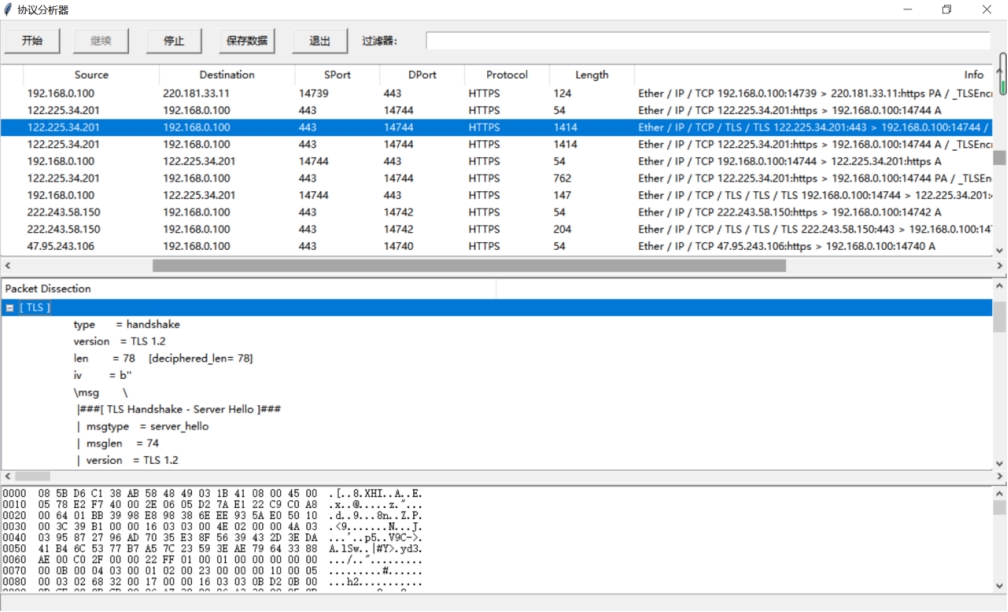 协议分析器
开始 继续 停止 保存数据 退出 过滤器:
Source Destination SPort DPort Protocol Length Info
192.168.0.100 220.181.33.11 14739 443 HTTPS 124 Ether / IP / TCP 192.168.0.100:14739 > 220.181.33.11:https PA / _TLSEnc
122.225.34.201 192.168.0.100 443 14744 HTTPS 54 Ether / IP / TCP 122.225.34.201:https > 192.168.0.100:14744 A
122.225.34.201 192.168.0.100 443 14744 HTTPS 1414 Ether / IP / TCP / TLS / TLS 122.225.34.201:443 > 192.168.0.100:14744 /
122.225.34.201 192.168.0.100 443 14744 HTTPS 1414 Ether / IP / TCP 122.225.34.201:https > 192.168.0.100:14744 A / _TLSEnc
192.168.0.100 122.225.34.201 14744 443 HTTPS 54 Ether / IP / TCP 192.168.0.100:14744 > 122.225.34.201:https A
122.225.34.201 192.168.0.100 443 14744 HTTPS 762 Ether / IP / TCP 122.225.34.201:https > 192.168.0.100:14744 PA / _TLSEn
192.168.0.100 122.225.34.201 14744 443 HTTPS 147 Ether / IP / TCP / TLS / TLS / TLS 192.168.0.100:14744 > 122.225.34.201:
222.243.58.150 192.168.0.100 443 14742 HTTPS 54 Ether / IP / TCP 222.243.58.150:https > 192.168.0.100:14742 A
222.243.58.150 192.168.0.100 443 14742 HTTPS 204 Ether / IP / TCP / TLS / TLS / TLS 222.243.58.150:443 > 192.168.0.100:14
47.95.243.106 192.168.0.100 443 14740 HTTPS 54 Ether / IP / TCP 47.95.243.106:https > 192.168.0.100:14740 A
Packet Dissection
[ TLS ]
type = handshake
version = TLS 1.2
len = 78 [deciphered_len= 78]
iv = b''
\msg \
|###[ TLS Handshake - Server Hello ]###
| msgtype = server_hello
| msglen = 74
| version = TLS 1.2
0000 08 5B D6 C1 38 AB 58 48 49 03 1B 41 08 00 45 00 .[..8.XHI..A..E.
0010 05 78 E2 F7 40 00 2E 06 05 D2 7A E1 22 C9 C0 A8 .x..@.....z."...
0020 00 64 01 BB 39 98 E8 98 38 6E EE 93 5A E0 50 10 .d..9...8n..Z.P.
0030 00 3C 39 B1 00 00 16 03 03 00 4E 02 00 00 4A 03 .<9.......N...J.
0040 03 95 87 27 96 AD 70 35 E3 8F 56 39 43 2D 3E DA ...'..p5..V9C->.
0050 41 B4 6C 53 77 B7 A5 7C 23 59 3E AE 79 64 33 88 A.lSw..|#Y>.yd3.
0060 AE 00 C0 2F 00 00 22 FF 01 00 01 00 00 00 00 00 .../..".........
0070 00 0B 00 04 03 00 01 02 00 23 00 00 00 10 00 05 .........#......
0080 00 03 02 68 32 00 17 00 00 16 03 03 0B D2 0B 00 ...h2...........